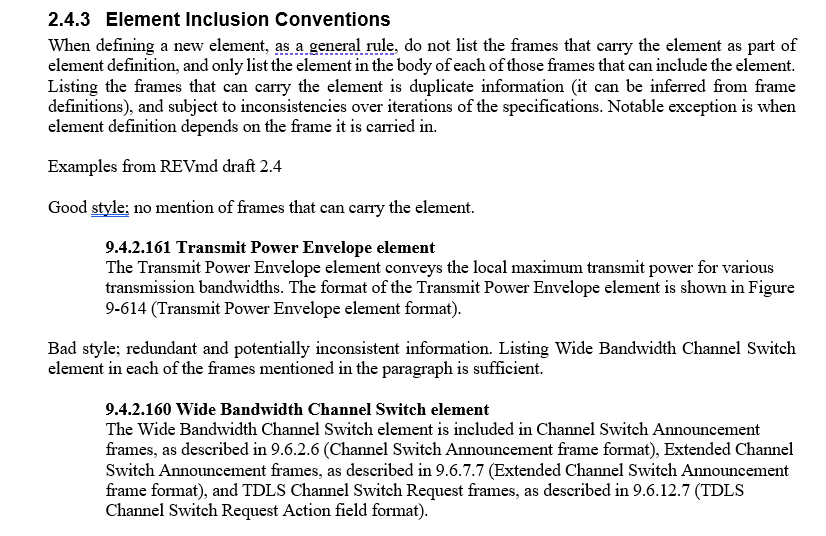 2.4.3 Element Inclusion Conventions
When defining a new element, as a general rule, do not list the frames that carry the element as part of
element definition, and only list the element in the body of each of those frames that can include the element.
Listing the frames that can carry the element is duplicate information (it can be inferred from frame
definitions), and subject to inconsistencies over iterations of the specifications. Notable exception is when
element definition depends on the frame it is carried in.
Examples from REVmd draft 2.4
Good style; no mention of frames that can carry the element.
9.4.2.161 Transmit Power Envelope element
The Transmit Power Envelope element conveys the local maximum transmit power for various
transmission bandwidths. The format of the Transmit Power Envelope element is shown in Figure
9-614 (Transmit Power Envelope element format).
Bad style; redundant and potentially inconsistent information. Listing Wide Bandwidth Channel Switch
element in each of the frames mentioned in the paragraph is sufficient.
9.4.2.160 Wide Bandwidth Channel Switch element
The Wide Bandwidth Channel Switch element is included in Channel Switch Announcement
frames, as described in 9.6.2.6 (Channel Switch Announcement frame format), Extended Channel
Switch Announcement frames, as described in 9.6.7.7 (Extended Channel Switch Announcement
frame format), and TDLS Channel Switch Request frames, as described in 9.6.12.7 (TDLS
Channel Switch Request Action field format).